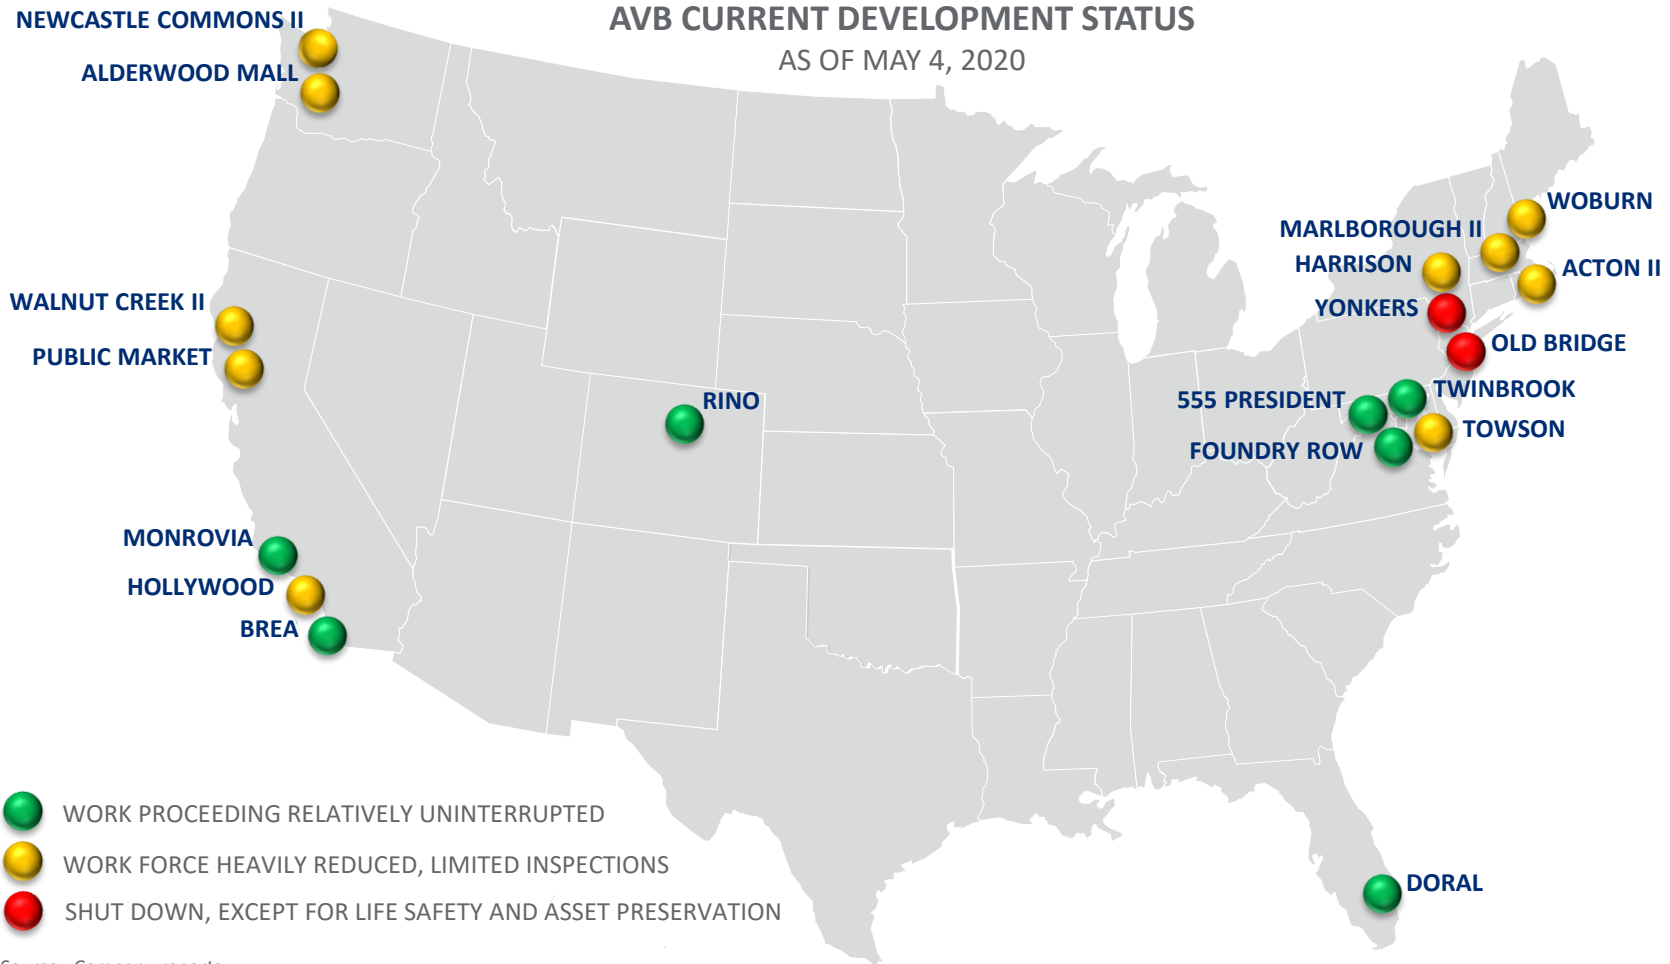 AVB CURRENT DEVELOPMENT STATUS
AS OF MAY 4, 2020
NEWCASTLE COMMONS II
ALDERWOOD MALL
WOBURN
MARLBOROUGH II
HARRISON
ACTON II
WALNUT CREEK II
YONKERS
PUBLIC MARKET
OLD BRIDGE
RINO
555 PRESIDENT
TWINBROOK
TOWSON
FOUNDRY ROW
MONROVIA
HOLLYWOOD
BREA
WORK PROCEEDING RELATIVELY UNINTERRUPTED
WORK FORCE HEAVILY REDUCED, LIMITED INSPECTIONS
DORAL
SHUT DOWN, EXCEPT FOR LIFE SAFETY AND ASSET PRESERVATION